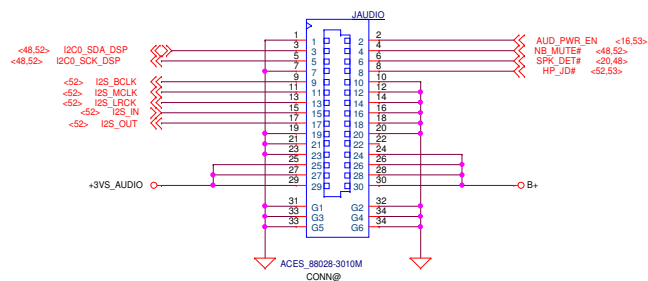 JAUDIO
1 1 2 2 AUD_PWR_EN <16,53>
<48,52> I2C0_SDA_DSP 3 3 4 4 NB_MUTE# <48,52>
<48,52> I2C0_SCK_DSP 5 5 6 6 SPK_DET# <20,48>
7 7 8 8 HP_JD# <52,53>
<52> I2S_BCLK 9 9 10 10
<52> I2S_MCLK 11 11 12 12
<52> I2S_LRCK 13 13 14 14
<52> I2S_IN 15 15 16 16
<52> I2S_OUT 17 17 18 18
19 19 20 20
21 21 22 22
23 23 24 24
25 25 26 26
27 27 28 28
+3VS_AUDIO 29 29 30 30 B+
31 G1 G2 32
33 G3 G4 34
33 G5 G6 34
ACES_88028-3010M
CONN@